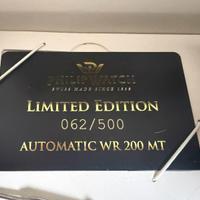 PHILIP WATCH
SWISS MADE SINCE 1858
LIMITED EDITION
062/500
AUTOMATIC WR 200 MT